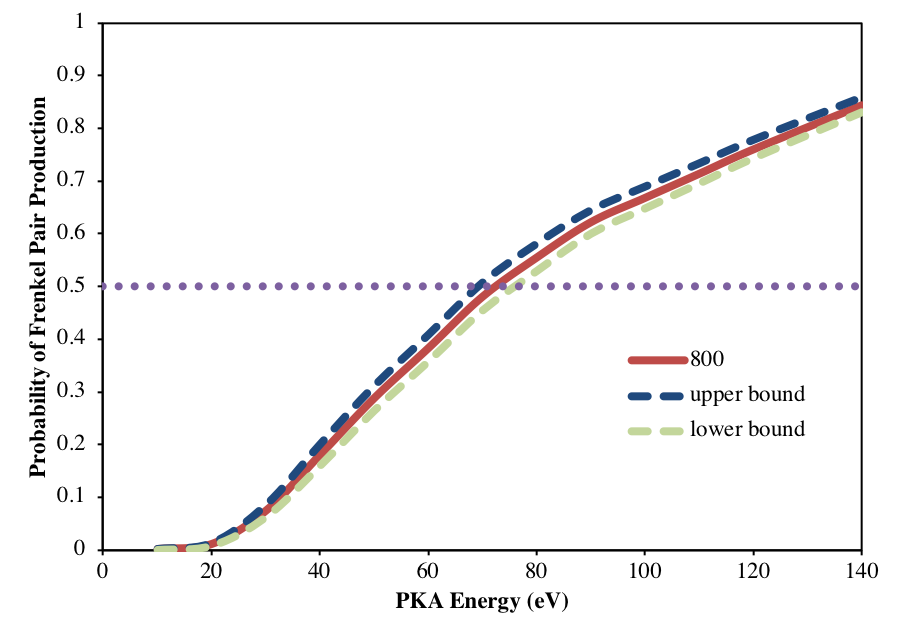 1
0.9
0.8
0.7
0.6
0.5
0.4
0.3
0.2
0.1
0
Probability of Frenkel Pair Production
800
upper bound
lower bound
0 20 40 60 80 100 120 140
PKA Energy (eV)